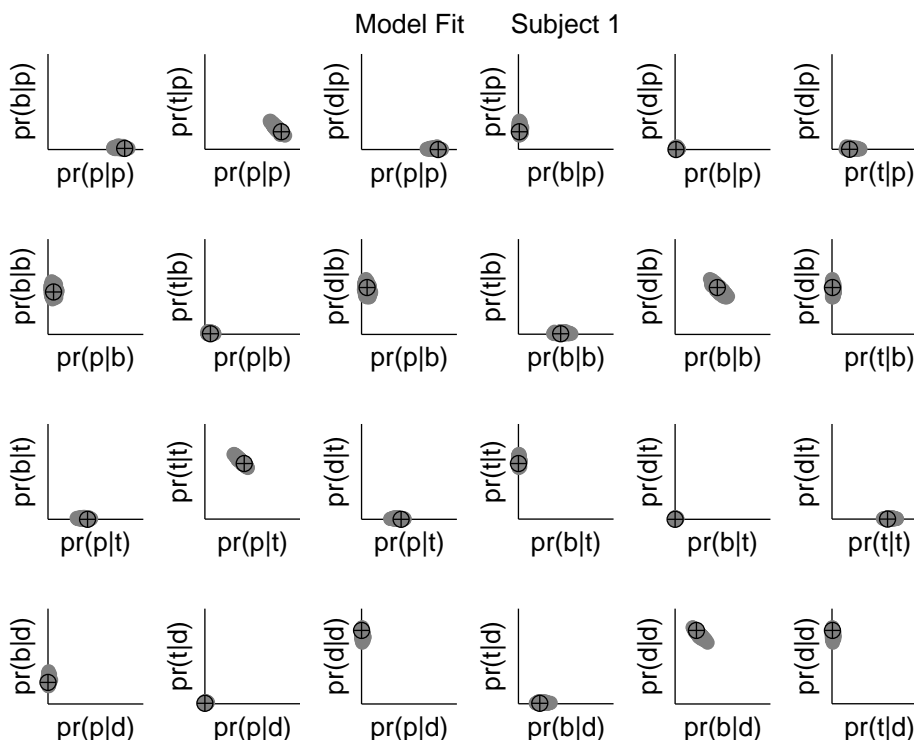 Model Fit Subject 1
pr(b|p) pr(t|p) pr(d|p) pr(t|p) pr(d|p) pr(d|p)
pr(p|p) pr(p|p) pr(p|p) pr(b|p) pr(b|p) pr(t|p)
pr(b|b) pr(t|b) pr(d|b) pr(t|b) pr(d|b) pr(d|b)
pr(p|b) pr(p|b) pr(p|b) pr(b|b) pr(b|b) pr(t|b)
pr(b|t) pr(t|t) pr(d|t) pr(t|t) pr(d|t) pr(d|t)
pr(p|t) pr(p|t) pr(p|t) pr(b|t) pr(b|t) pr(t|t)
pr(b|d) pr(t|d) pr(d|d) pr(t|d) pr(d|d) pr(d|d)
pr(p|d) pr(p|d) pr(p|d) pr(b|d) pr(b|d) pr(t|d)